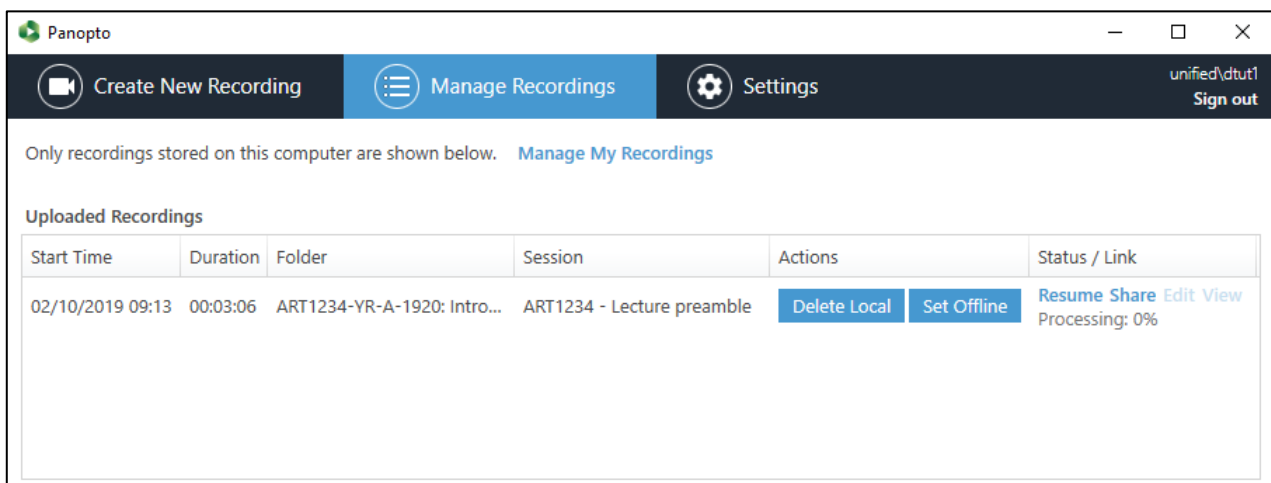 Panopto
Create New Recording Manage Recordings Settings unified\dtut1
Sign out
Only recordings stored on this computer are shown below. Manage My Recordings
Uploaded Recordings
Start Time Duration Folder Session Actions Status / Link
02/10/2019 09:13 00:03:06 ART1234-YR-A-1920: Intro... ART1234 - Lecture preamble Delete Local Set Offline Resume Share Edit View
Processing: 0%